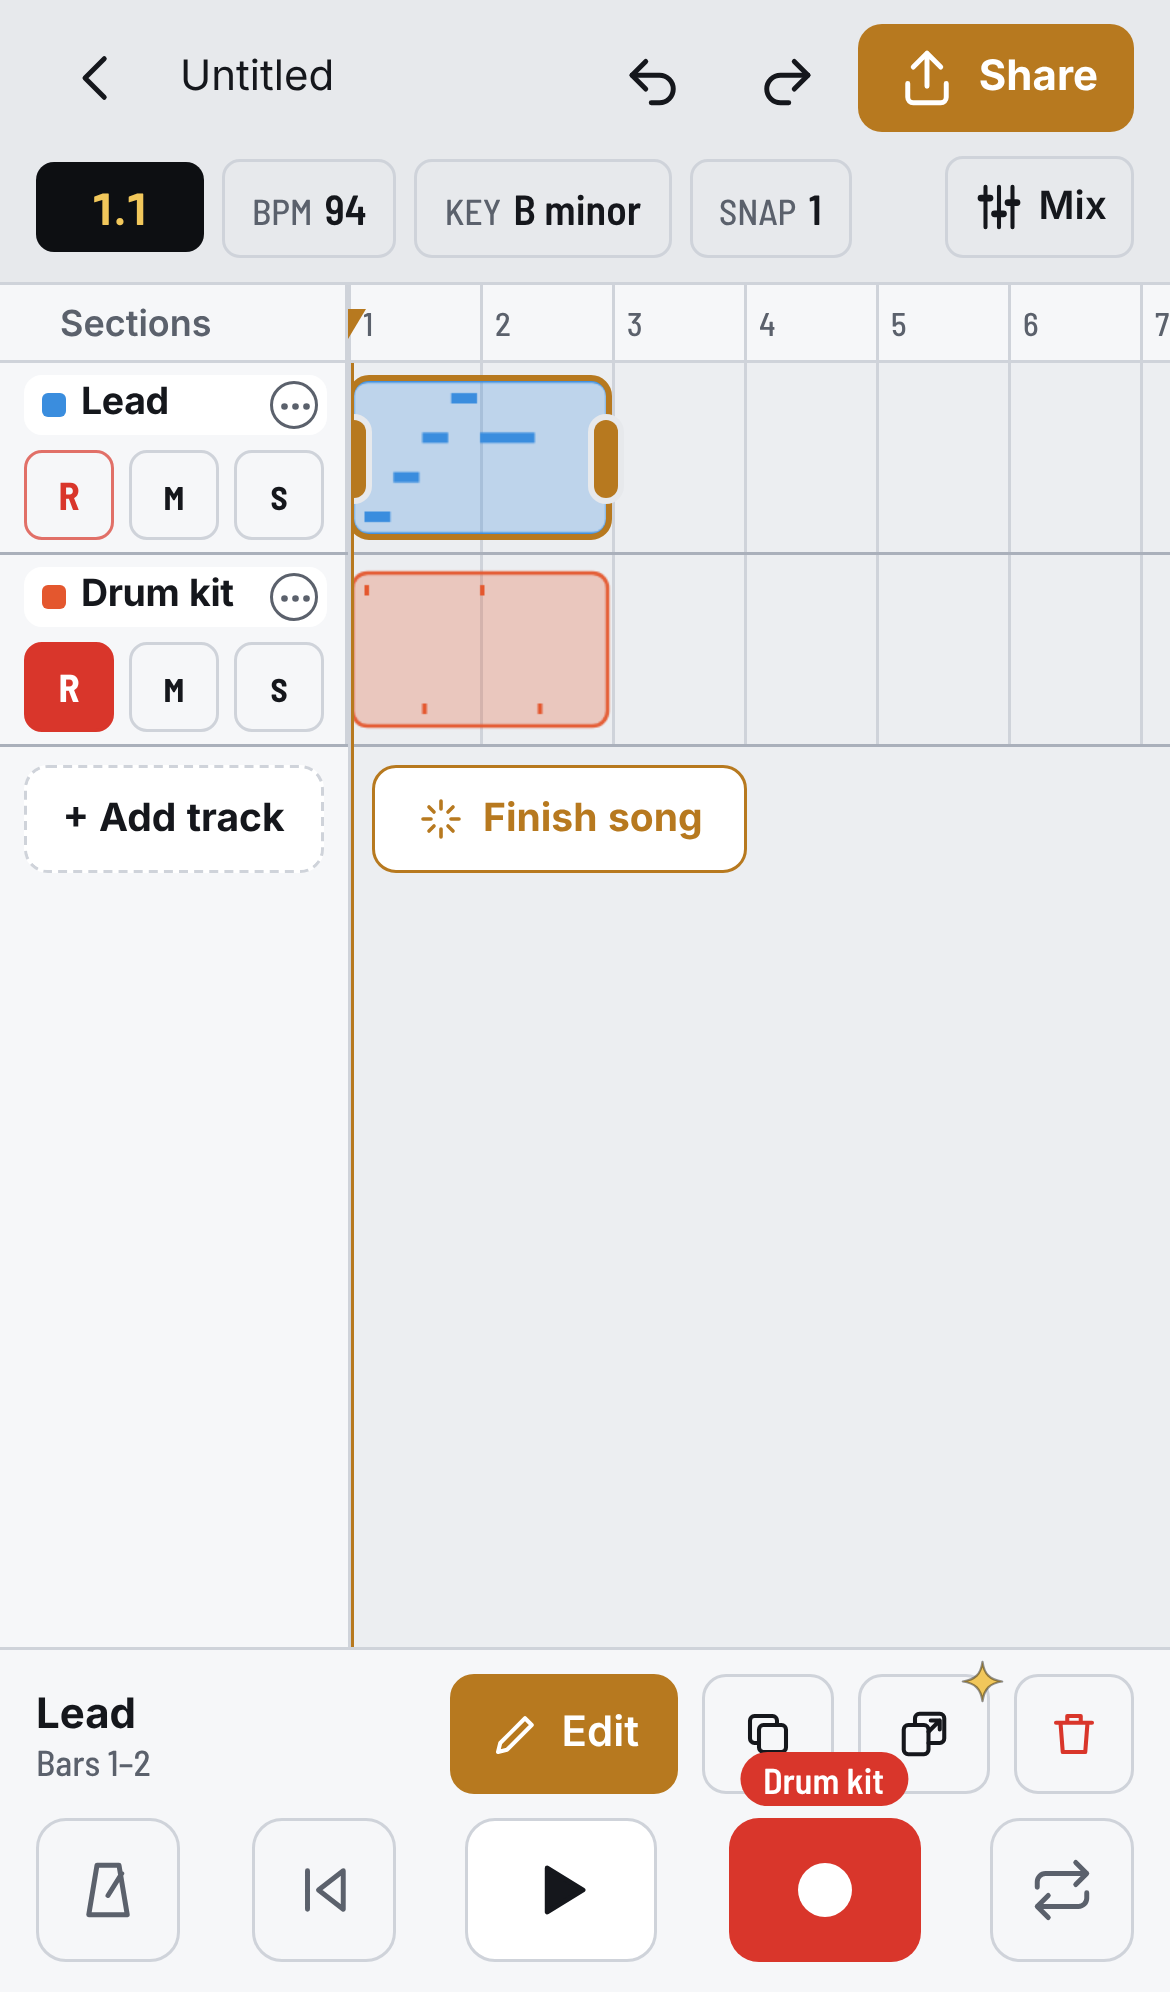 Untitled
Share
1.1
BPM 94
KEY B minor
SNAP 1
Mix
Sections
1 2 3 4 5 6 7
Lead
R M S
Drum kit
R M S
+ Add track
Finish song
Lead
Bars 1–2
Edit
Drum kit